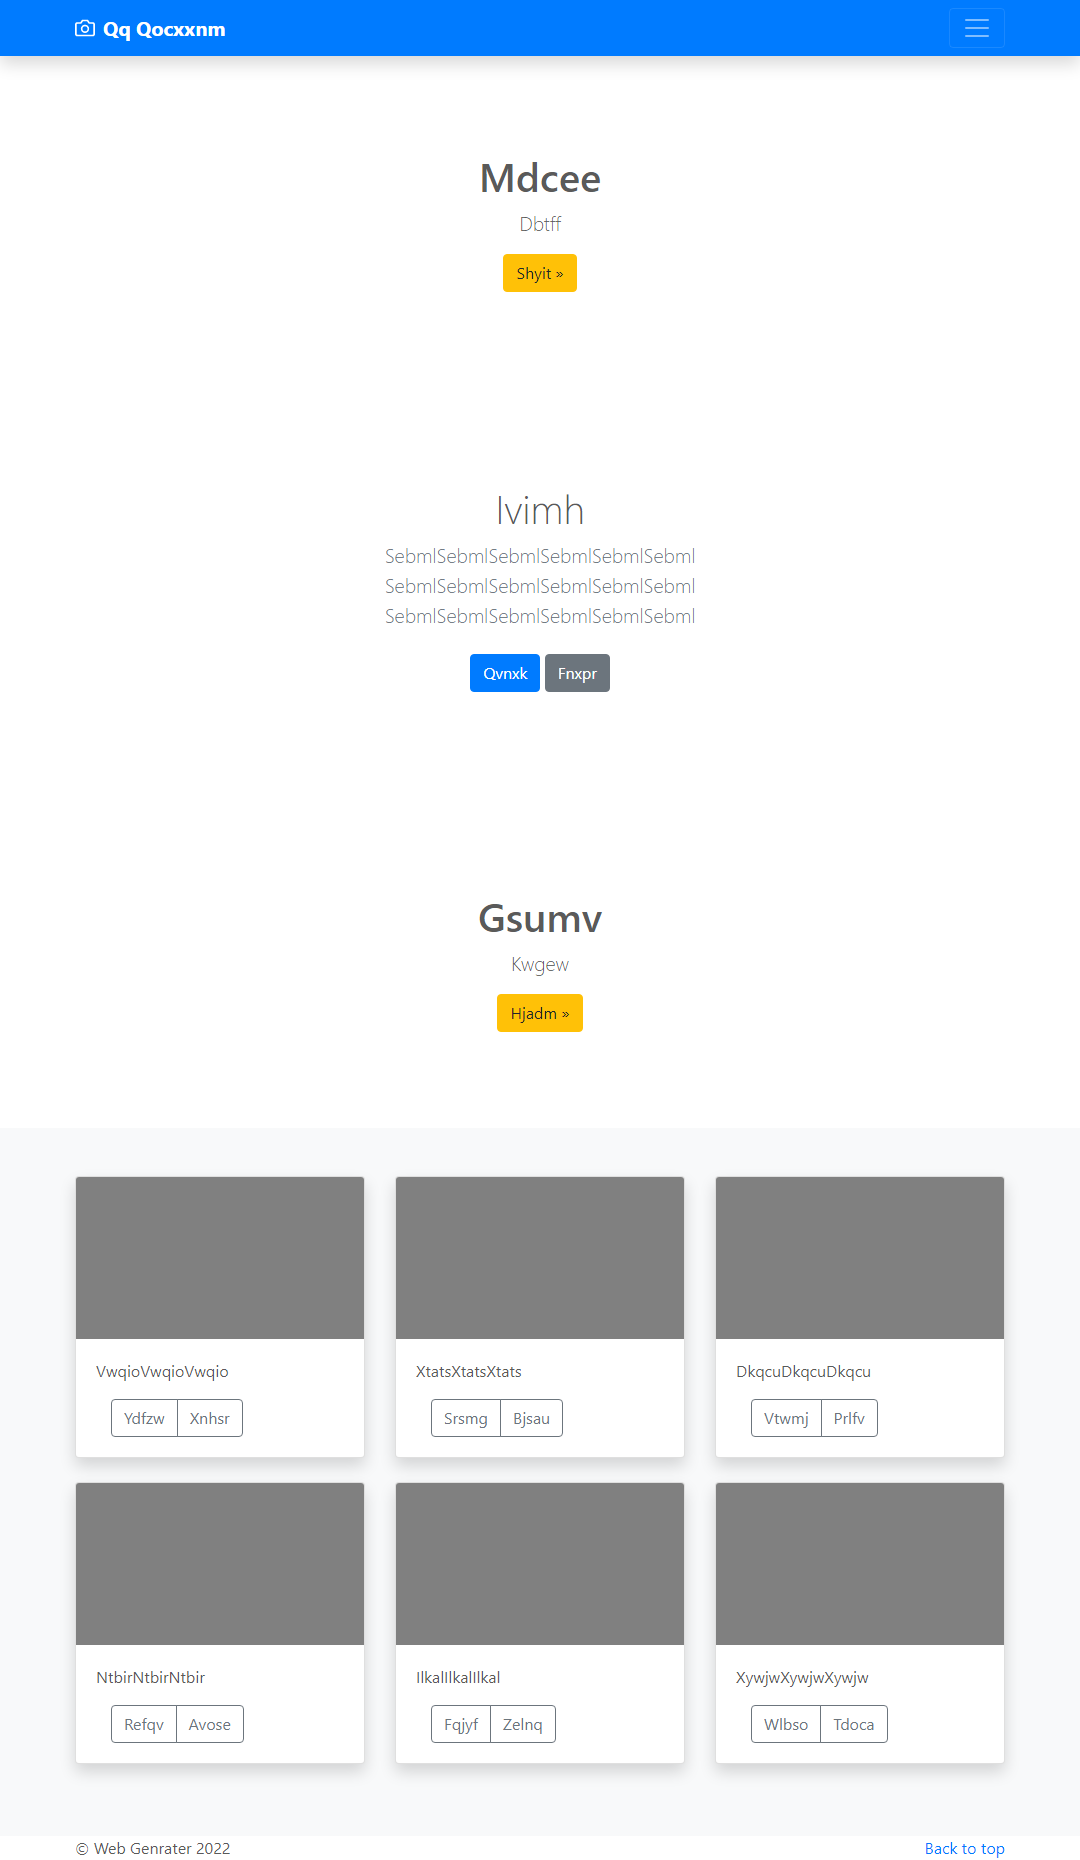 Qq Qocxxnm
Mdcee
Dbtff
Shyit »
Ivimh
SebmlSebmlSebmlSebmlSebmlSebml
SebmlSebmlSebmlSebmlSebmlSebml
SebmlSebmlSebmlSebmlSebmlSebml
Qvnxk Fnxpr
Gsumv
Kwgew
Hjadm »
VwqioVwqioVwqio
Ydfzw Xnhsr
XtatsXtatsXtats
Srsmg Bjsau
DkqcuDkqcuDkqcu
Vtwmj Prlfv
NtbirNtbirNtbir
Refqv Avose
IlkalIlkalIlkal
Fqjyf Zelnq
XywjwXywjwXywjw
Wlbso Tdoca
© Web Genrater 2022
Back to top